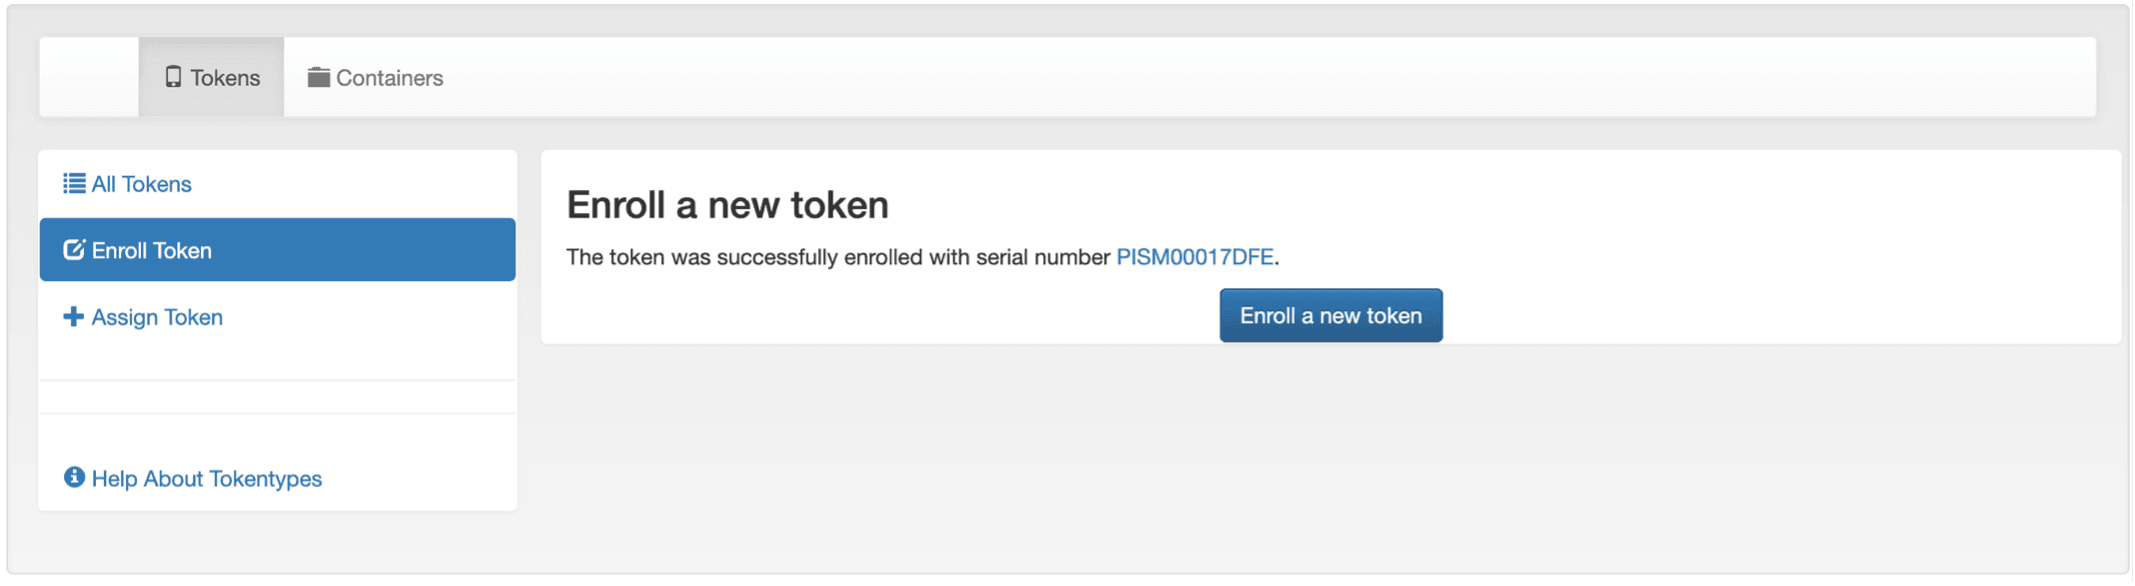 Tokens Containers
All Tokens
Enroll Token
Assign Token
Help About Tokentypes
Enroll a new token
The token was successfully enrolled with serial number PISM00017DFE.
Enroll a new token